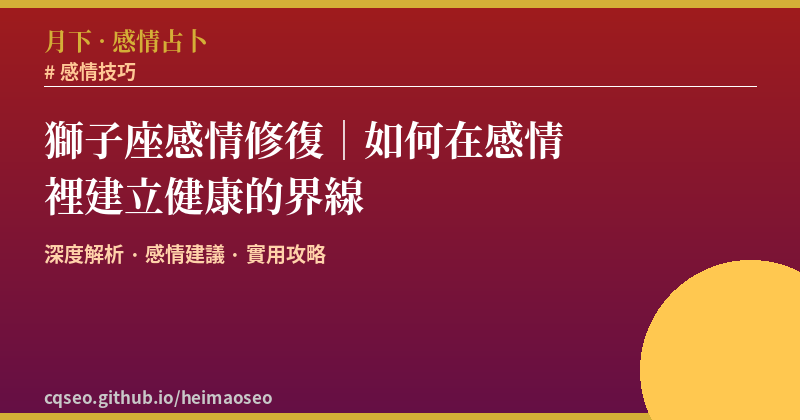 月下 · 感情占卜
# 感情技巧
獅子座感情修復｜如何在感情
裡建立健康的界線
深度解析 · 感情建議 · 實用攻略
cqseo.github.io/heimaoseo